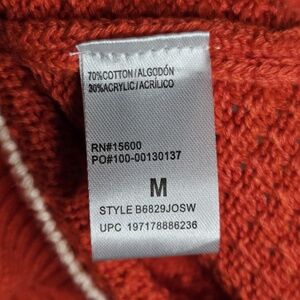 70%COTTON/ALGODÓN
30%ACRYLIC/ACRÍLICO
RN#15600
PO#100-00130137
M
STYLE B6829JOSW
UPC 197178886236